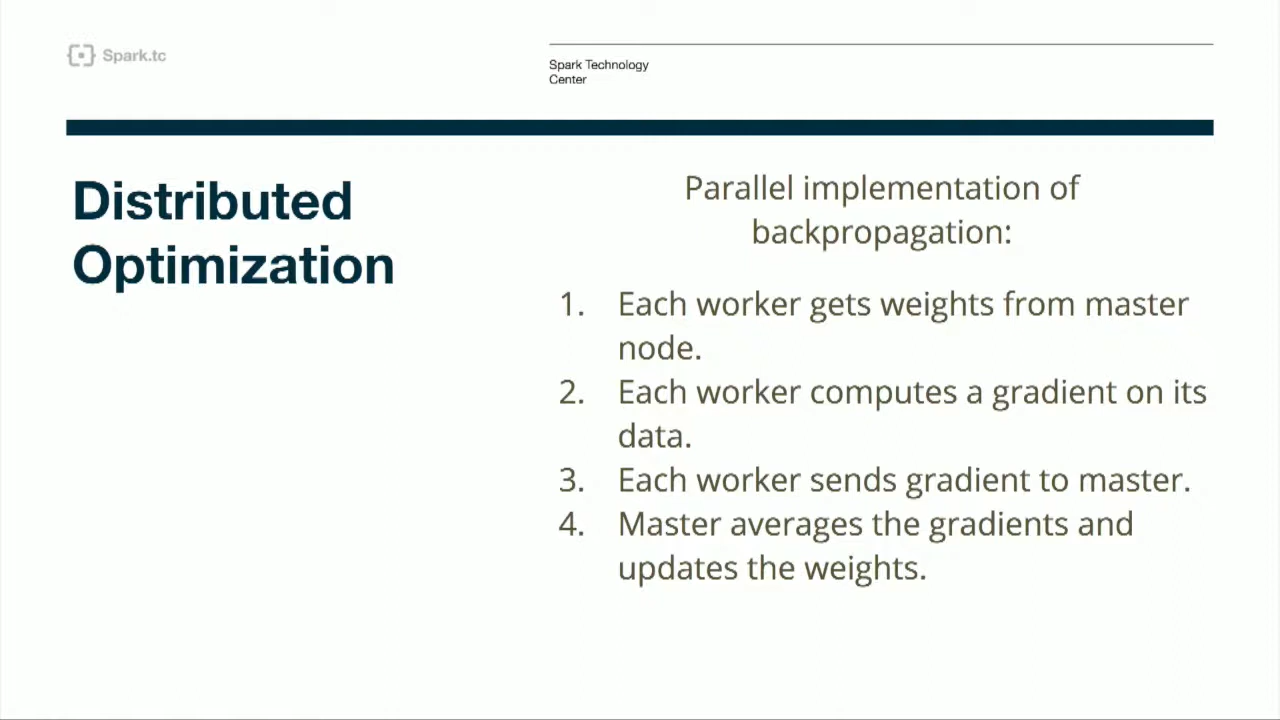 Spark.tc
Spark Technology
Center
Distributed
Optimization
Parallel implementation of
backpropagation:
1. Each worker gets weights from master
node.
2. Each worker computes a gradient on its
data.
3. Each worker sends gradient to master.
4. Master averages the gradients and
updates the weights.